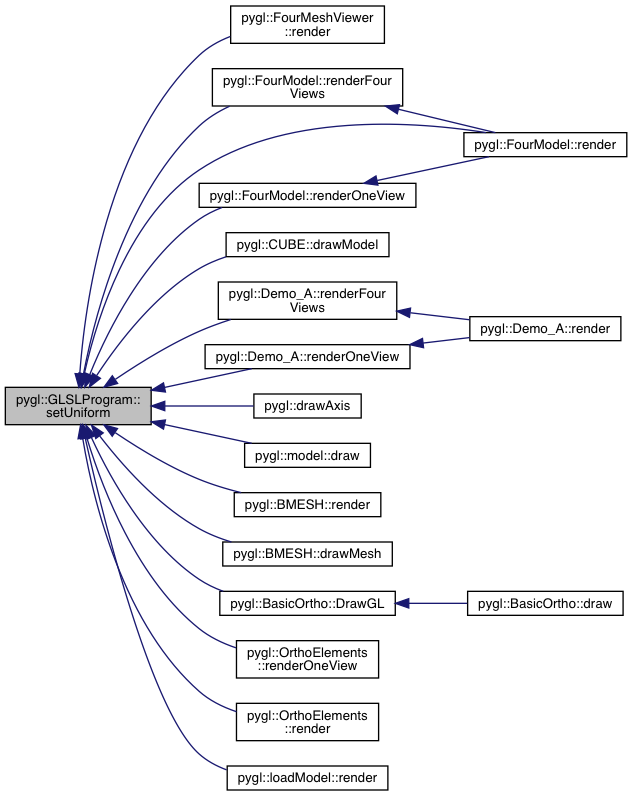 pygl::FourMeshViewer
::render
pygl::FourModel::renderFour
Views
pygl::FourModel::render
pygl::FourModel::renderOneView
pygl::CUBE::drawModel
pygl::Demo_A::renderFour
Views
pygl::Demo_A::render
pygl::Demo_A::renderOneView
pygl::GLSLProgram::
setUniform
pygl::drawAxis
pygl::model::draw
pygl::BMESH::render
pygl::BMESH::drawMesh
pygl::BasicOrtho::DrawGL
pygl::BasicOrtho::draw
pygl::OrthoElements
::renderOneView
pygl::OrthoElements
::render
pygl::loadModel::render